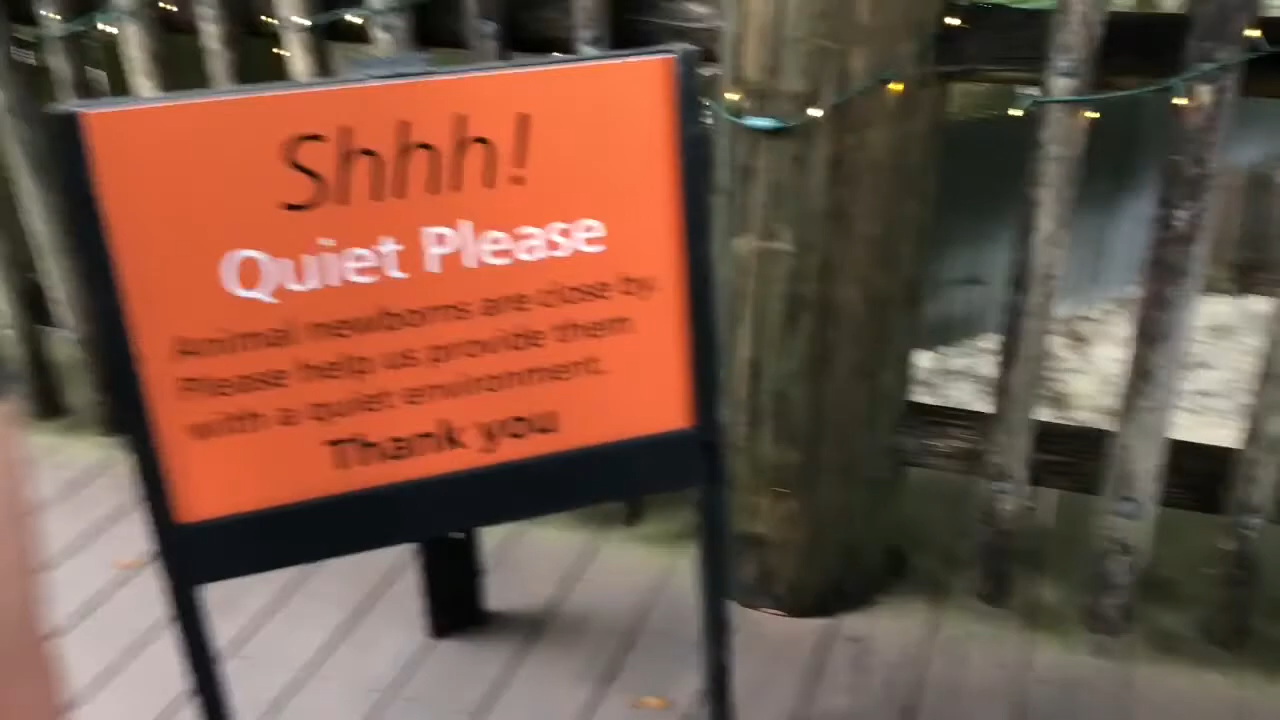 Shhh!
Quiet Please
Animal newborns are close by.
Please help us provide them
with a quiet environment.
Thank you